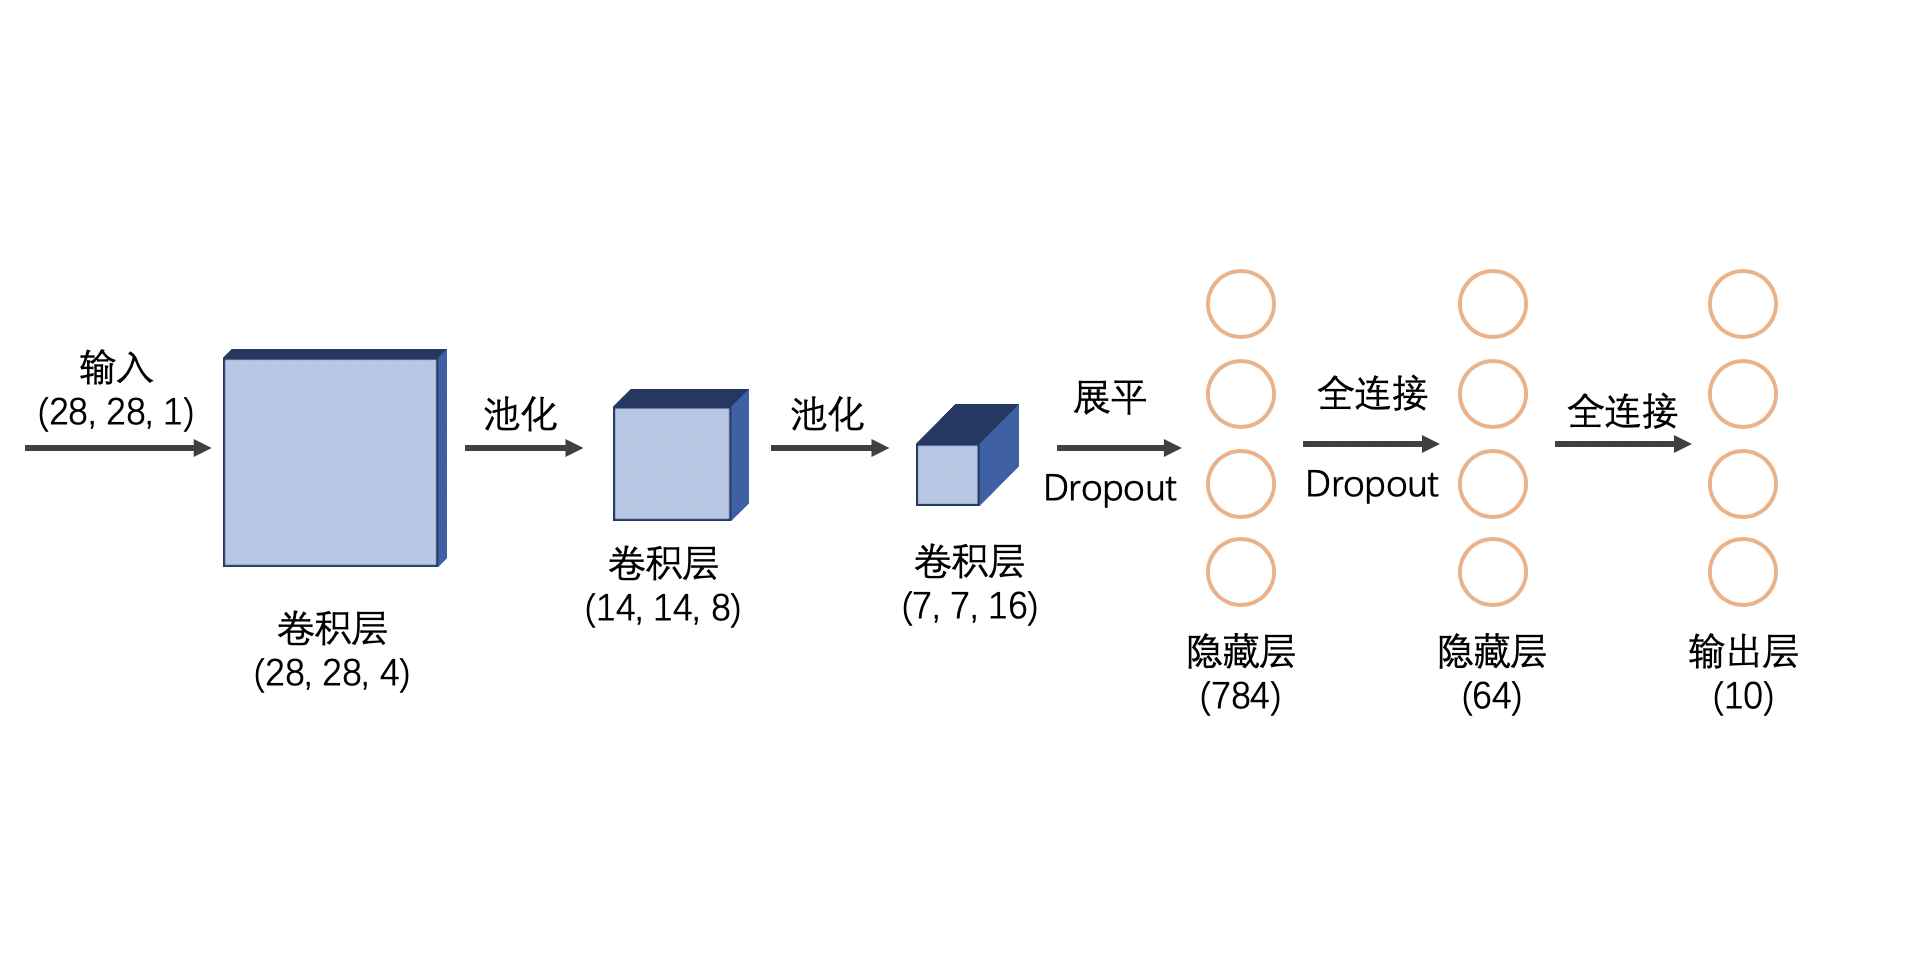 输入
(28, 28, 1)
卷积层
(28, 28, 4)
池化
卷积层
(14, 14, 8)
池化
卷积层
(7, 7, 16)
展平
Dropout
隐藏层
(784)
全连接
Dropout
隐藏层
(64)
全连接
输出层
(10)